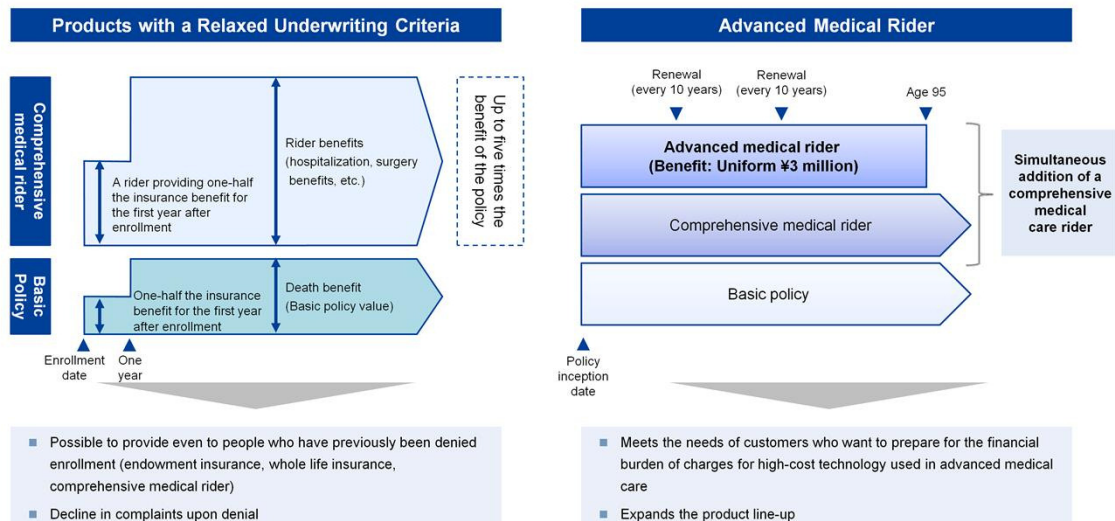 Products with a Relaxed Underwriting Criteria
Comprehensive
medical rider
A rider providing one-half
the insurance benefit for
the first year after
enrollment
Rider benefits
(hospitalization, surgery
benefits, etc.)
Up to five times the
benefit of the policy
Basic
Policy
One-half the insurance
benefit for the first year
after enrollment
Death benefit
(Basic policy value)
Enrollment
date
One
year
■ Possible to provide even to people who have previously been denied
enrollment (endowment insurance, whole life insurance,
comprehensive medical rider)
■ Decline in complaints upon denial
Advanced Medical Rider
Renewal
(every 10 years)
Renewal
(every 10 years)
Age 95
Advanced medical rider
(Benefit: Uniform ¥3 million)
Comprehensive medical rider
Basic policy
Simultaneous
addition of a
comprehensive
medical
care rider
Policy
inception
date
■ Meets the needs of customers who want to prepare for the financial
burden of charges for high-cost technology used in advanced medical
care
■ Expands the product line-up